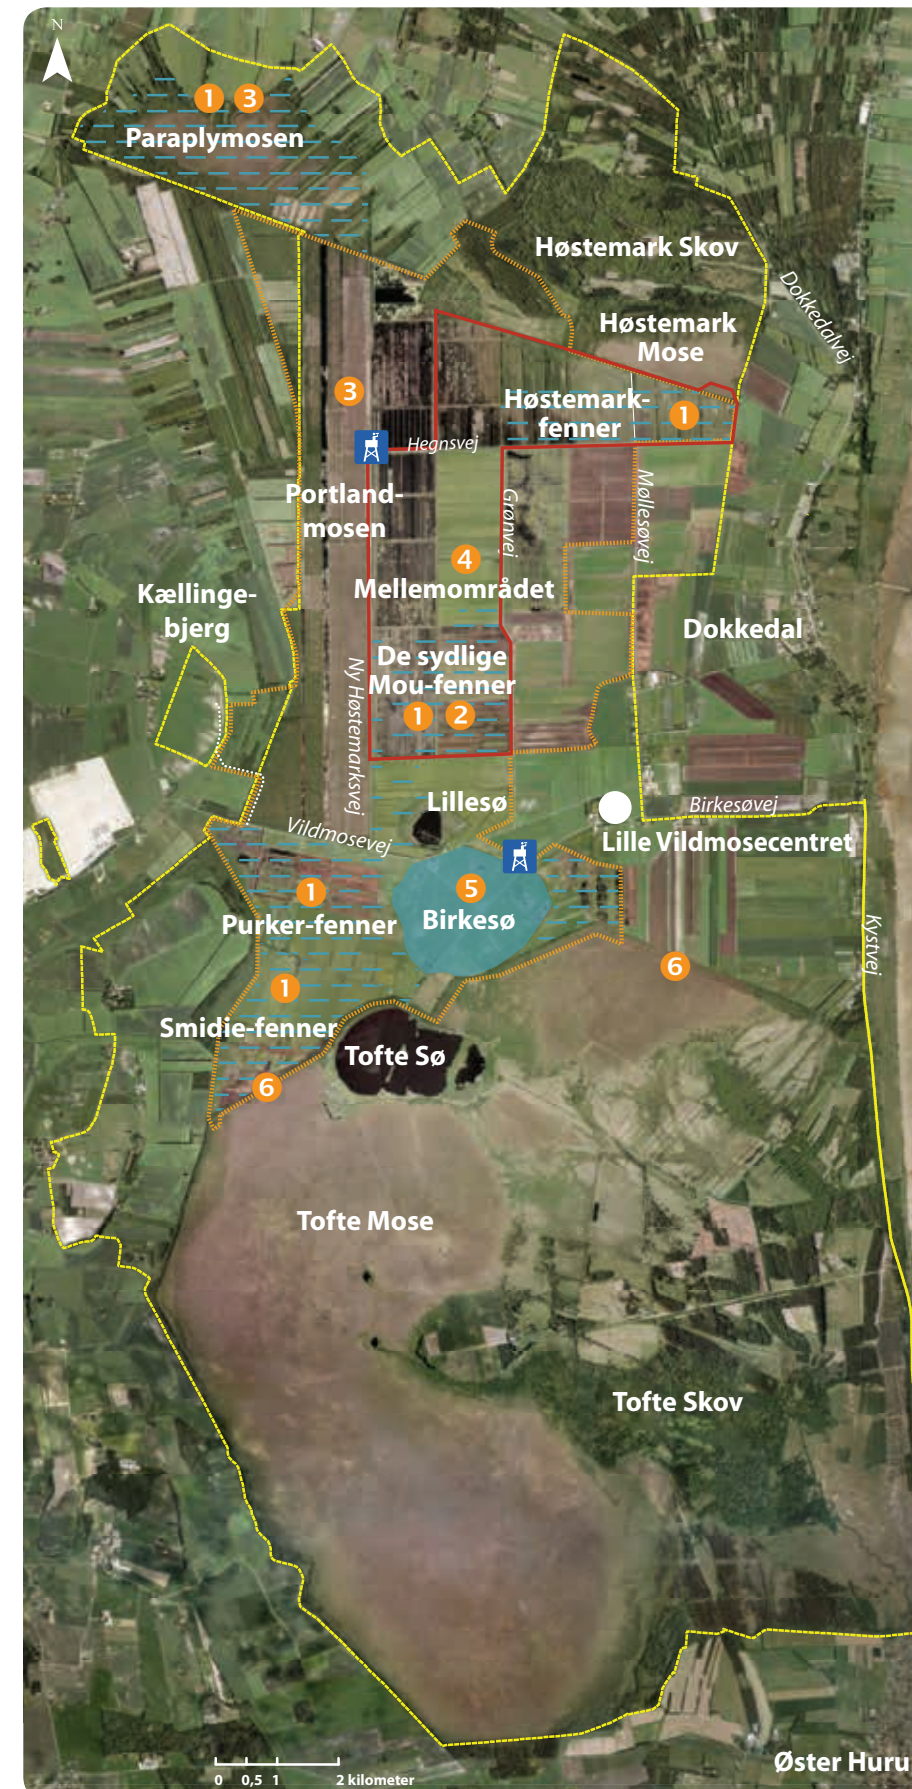 N
1 3
Paraplymosen
Høstemark Skov
Dokkedalvej
Høstemark
Mose
3
Høstemark-
fenner
1
Hegnsvej
Portland-
mosen
Grønvej
Møllesøvej
4
Mellemområdet
Kællinge-
bjerg
Dokkedal
De sydlige
Mou-fenner
1 2
Ny Høstemarksvej
Lillesø
Birkesøvej
Vildmosevej
Lille Vildmosecentret
1
Purker-fenner
5
Birkesø
Kystvej
6
1
Smidie-fenner
Tofte Sø
6
Tofte Mose
Tofte Skov
Øster Huru
0 0,5 1 2 kilometer